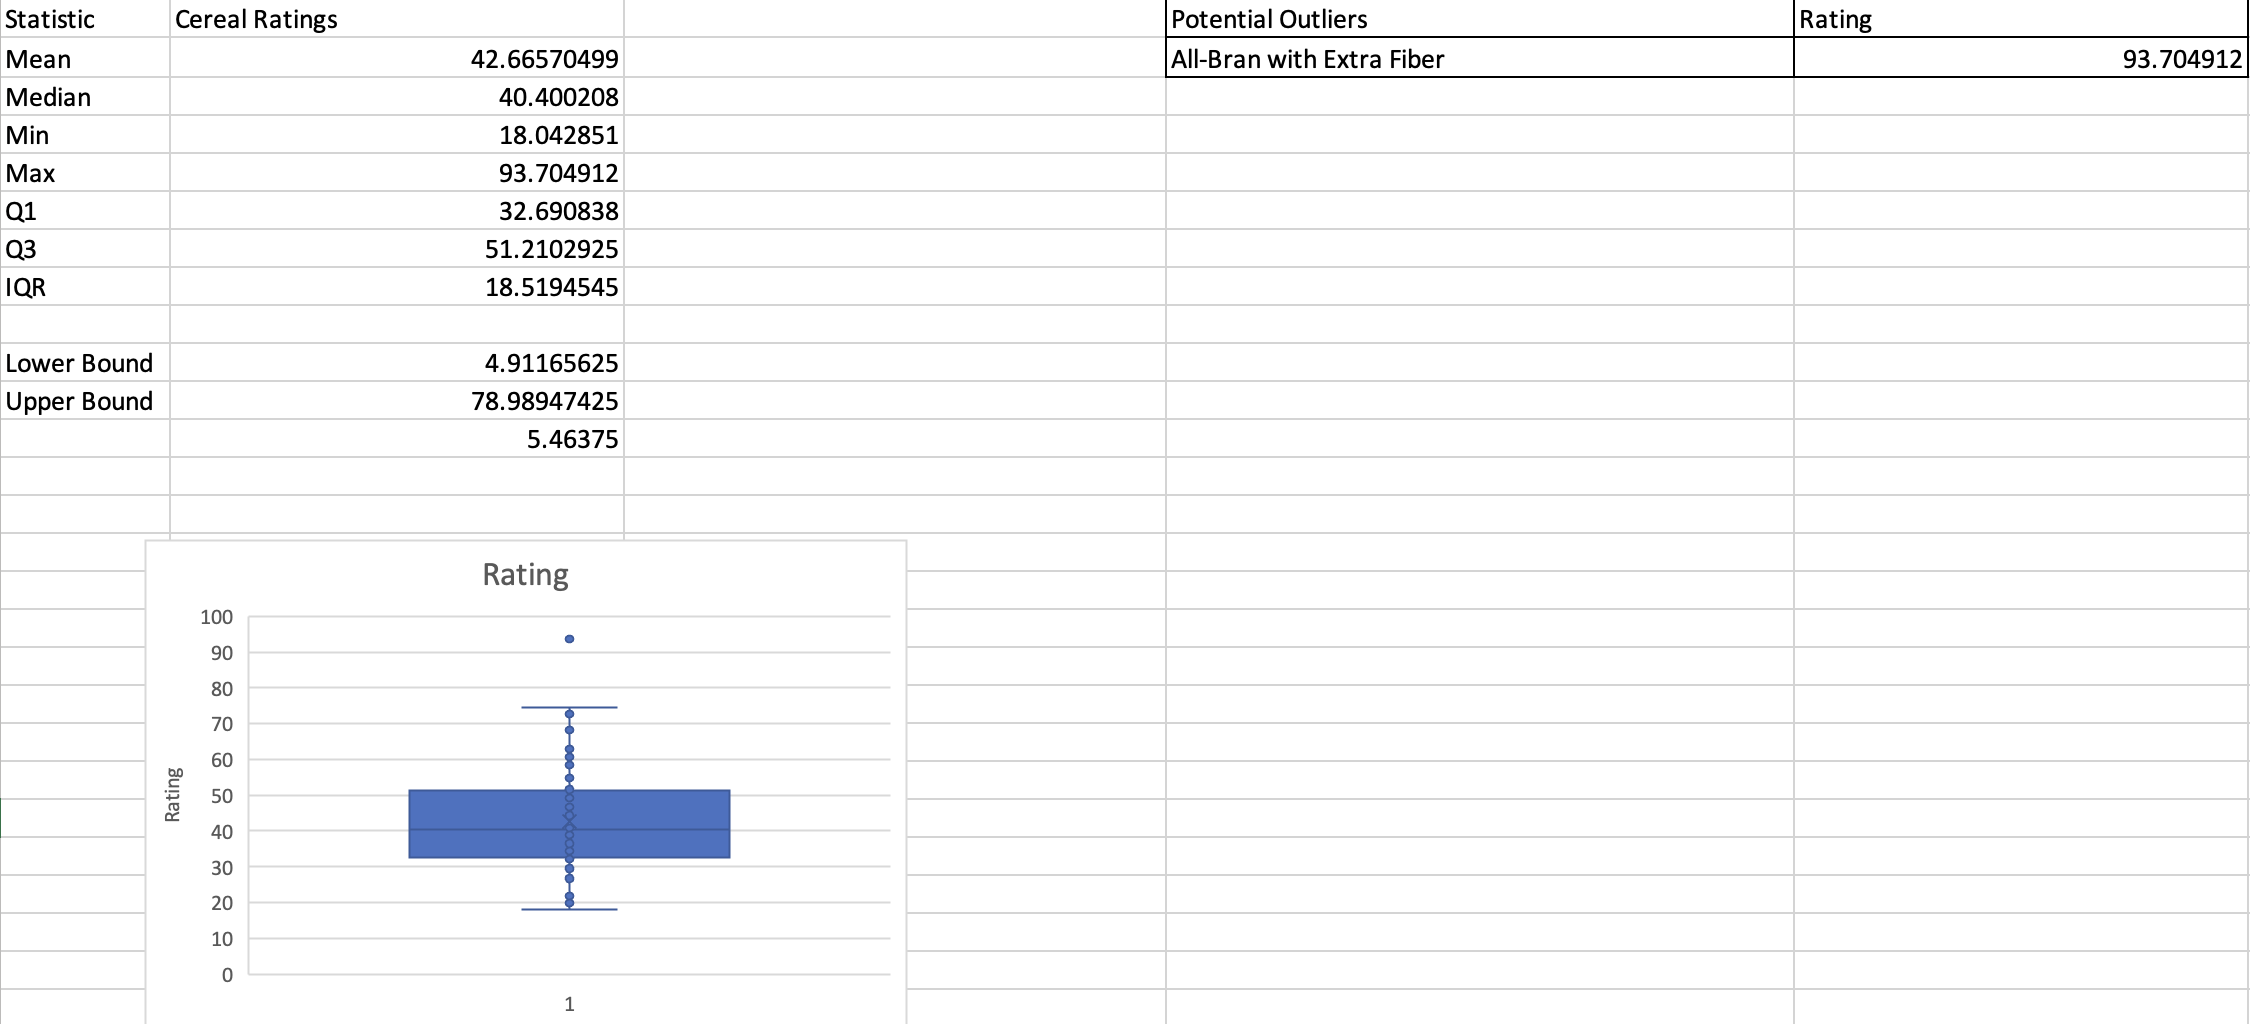 Statistic Cereal Ratings Potential Outliers Rating
Mean 42.66570499 All-Bran with Extra Fiber 93.704912
Median 40.400208
Min 18.042851
Max 93.704912
Q1 32.690838
Q3 51.2102925
IQR 18.5194545
Lower Bound 4.91165625
Upper Bound 78.98947425
5.46375
Rating
100
90
80
70
60
50
40
30
20
10
0
Rating
1